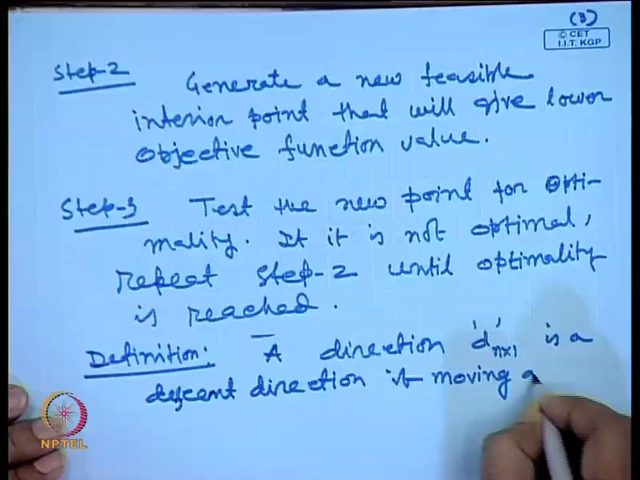 (3)
© CET
I.I.T. KGP
Step-2 Generate a new feasible
interior point that will give lower
objective function value.
Step-3 Test the new point for opti-
mality. If it is not optimal,
repeat step-2 until optimality
is reached.
Definition: A direction 'd' n×1 is a
descent direction if moving a
NPTEL